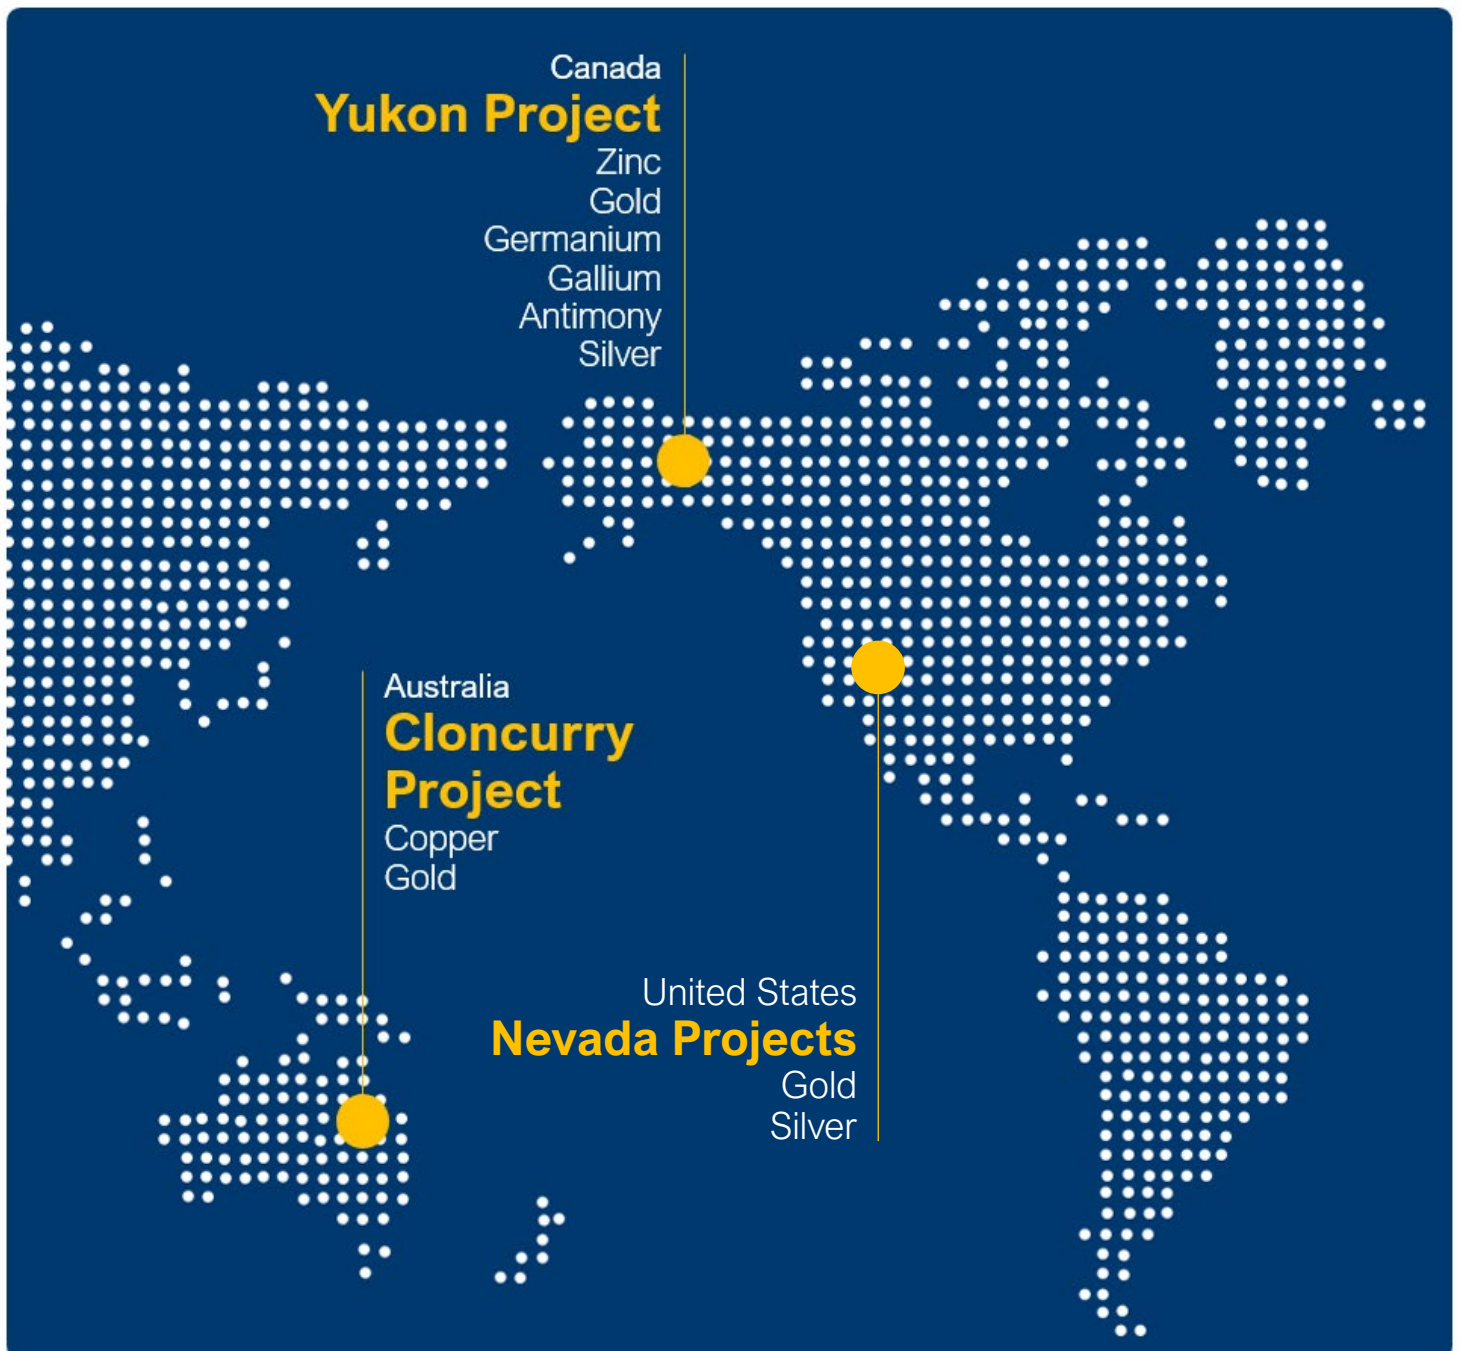 Canada
Yukon Project
Zinc
Gold
Germanium
Gallium
Antimony
Silver
Australia
Cloncurry
Project
Copper
Gold
United States
Nevada Projects
Gold
Silver